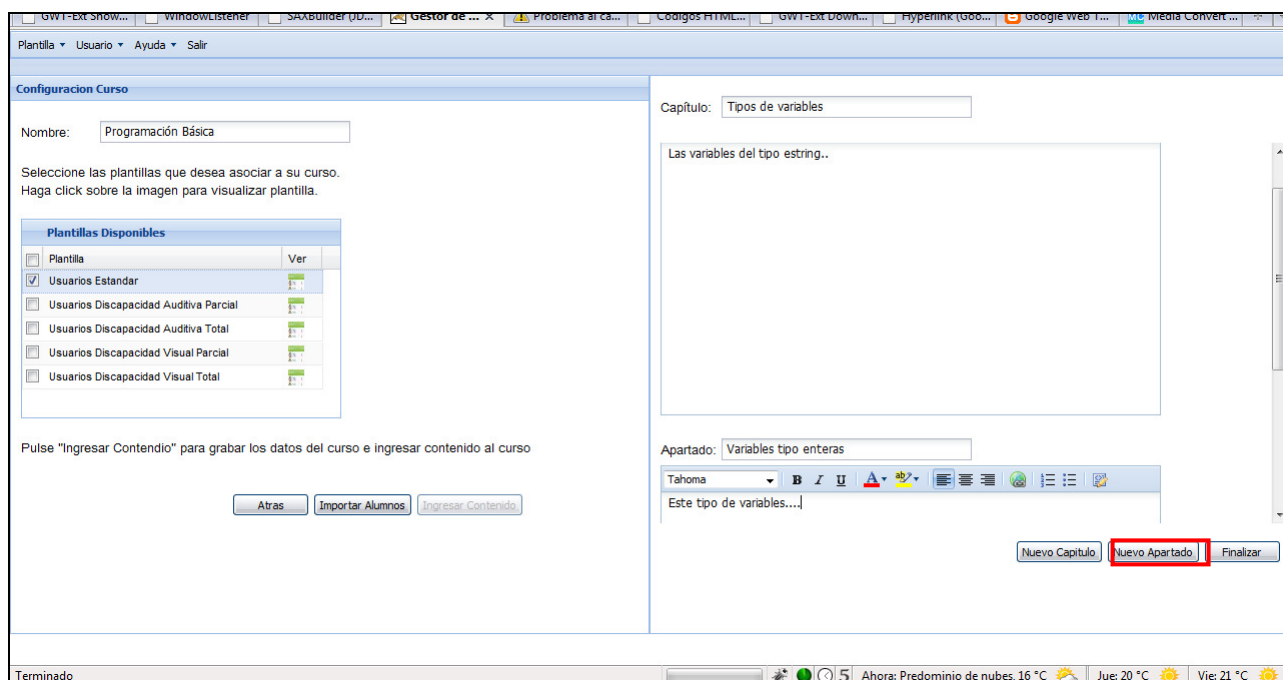 GWT-Ext Show... WindowListener SAXBuilder (JD... Gestor de ... X Problema al ca... Códigos HTML... GWT-Ext Down... Hyperlink (Goo... Google Web T... MC Media Convert ...
Plantilla Usuario Ayuda Salir
Configuracion Curso
Nombre: Programación Básica
Seleccione las plantillas que desea asociar a su curso.
Haga click sobre la imagen para visualizar plantilla.
Plantillas Disponibles
Plantilla Ver
Usuarios Estandar
Usuarios Discapacidad Auditiva Parcial
Usuarios Discapacidad Auditiva Total
Usuarios Discapacidad Visual Parcial
Usuarios Discapacidad Visual Total
Pulse "Ingresar Contendio" para grabar los datos del curso e ingresar contenido al curso
Atras Importar Alumnos Ingresar Contenido
Capítulo: Tipos de variables
Las variables del tipo estring..
Apartado: Variables tipo enteras
Tahoma B I U A ab
Este tipo de variables....
Nuevo Capitulo Nuevo Apartado Finalizar
Terminado 5 Ahora: Predominio de nubes, 16 °C Jue: 20 °C Vie: 21 °C